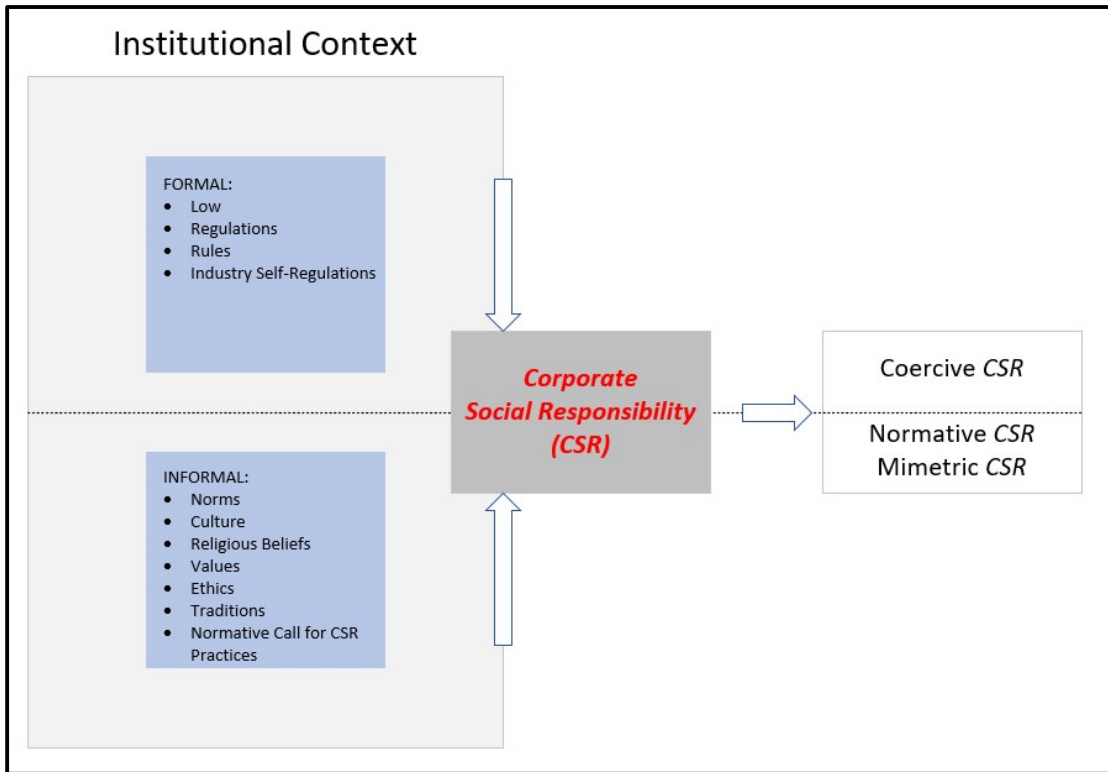 Institutional Context
FORMAL:
• Low
• Regulations
• Rules
• Industry Self-Regulations
INFORMAL:
• Norms
• Culture
• Religious Beliefs
• Values
• Ethics
• Traditions
• Normative Call for CSR
Practices
Corporate
Social Responsibility
(CSR)
Coercive CSR
Normative CSR
Mimetric CSR